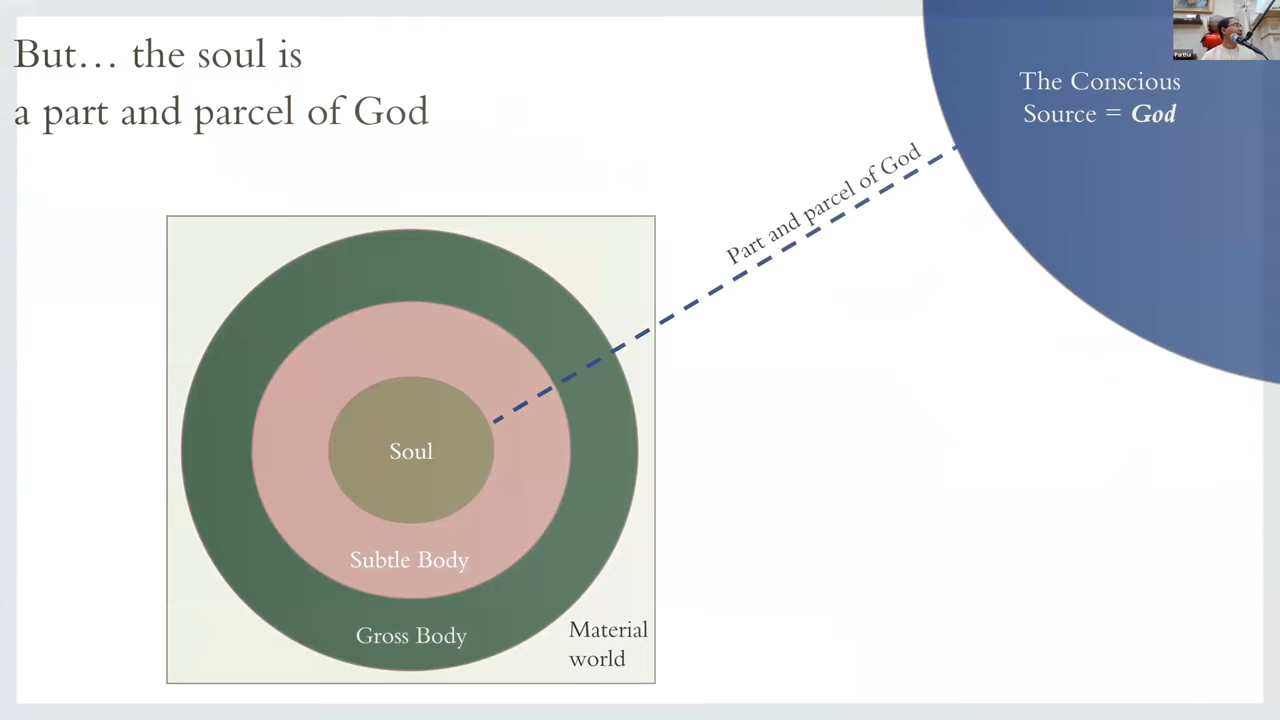 But… the soul is
a part and parcel of God
The Conscious
Source = God
Partha
Part and parcel of God
Soul
Subtle Body
Gross Body
Material
world